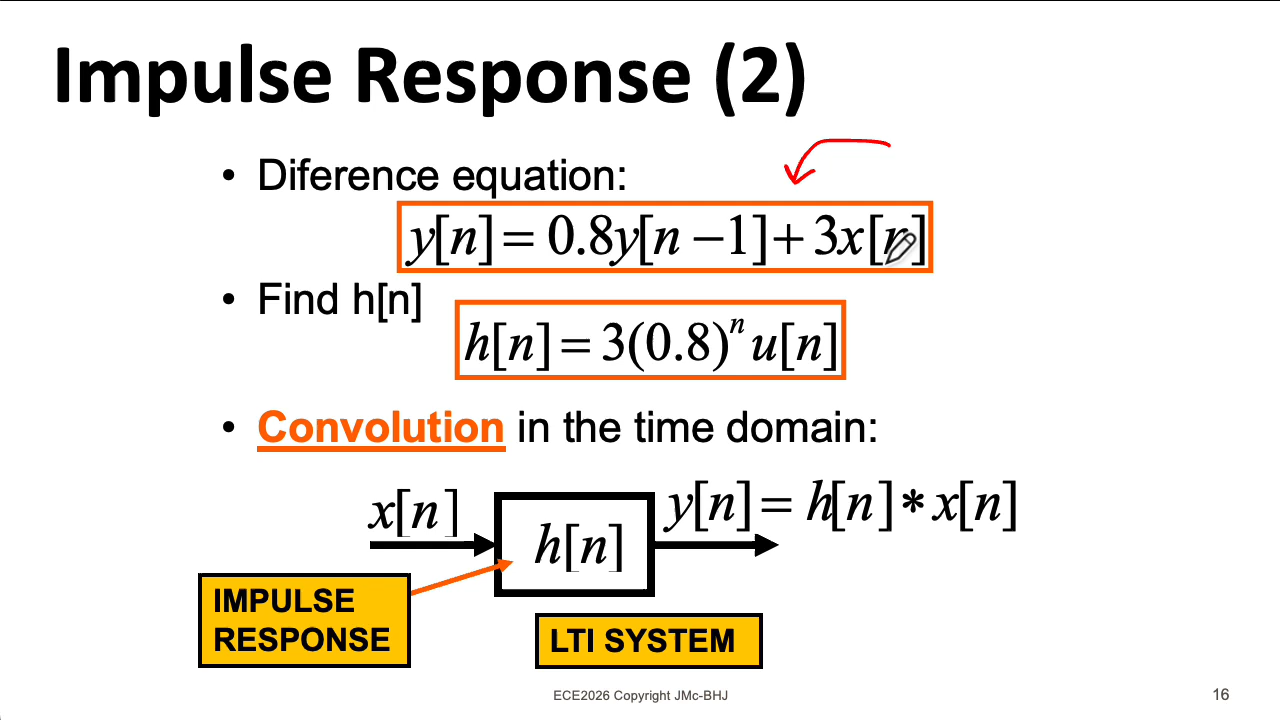 Impulse Response (2)
• Diference equation:
y[n] = 0.8y[n −1]+ 3x[n]
• Find h[n]
h[n] = 3(0.8)ⁿ u[n]
• Convolution in the time domain:
x[n]
h[n]
y[n] = h[n]∗x[n]
IMPULSE
RESPONSE
LTI SYSTEM
ECE2026 Copyright JMc-BHJ
16